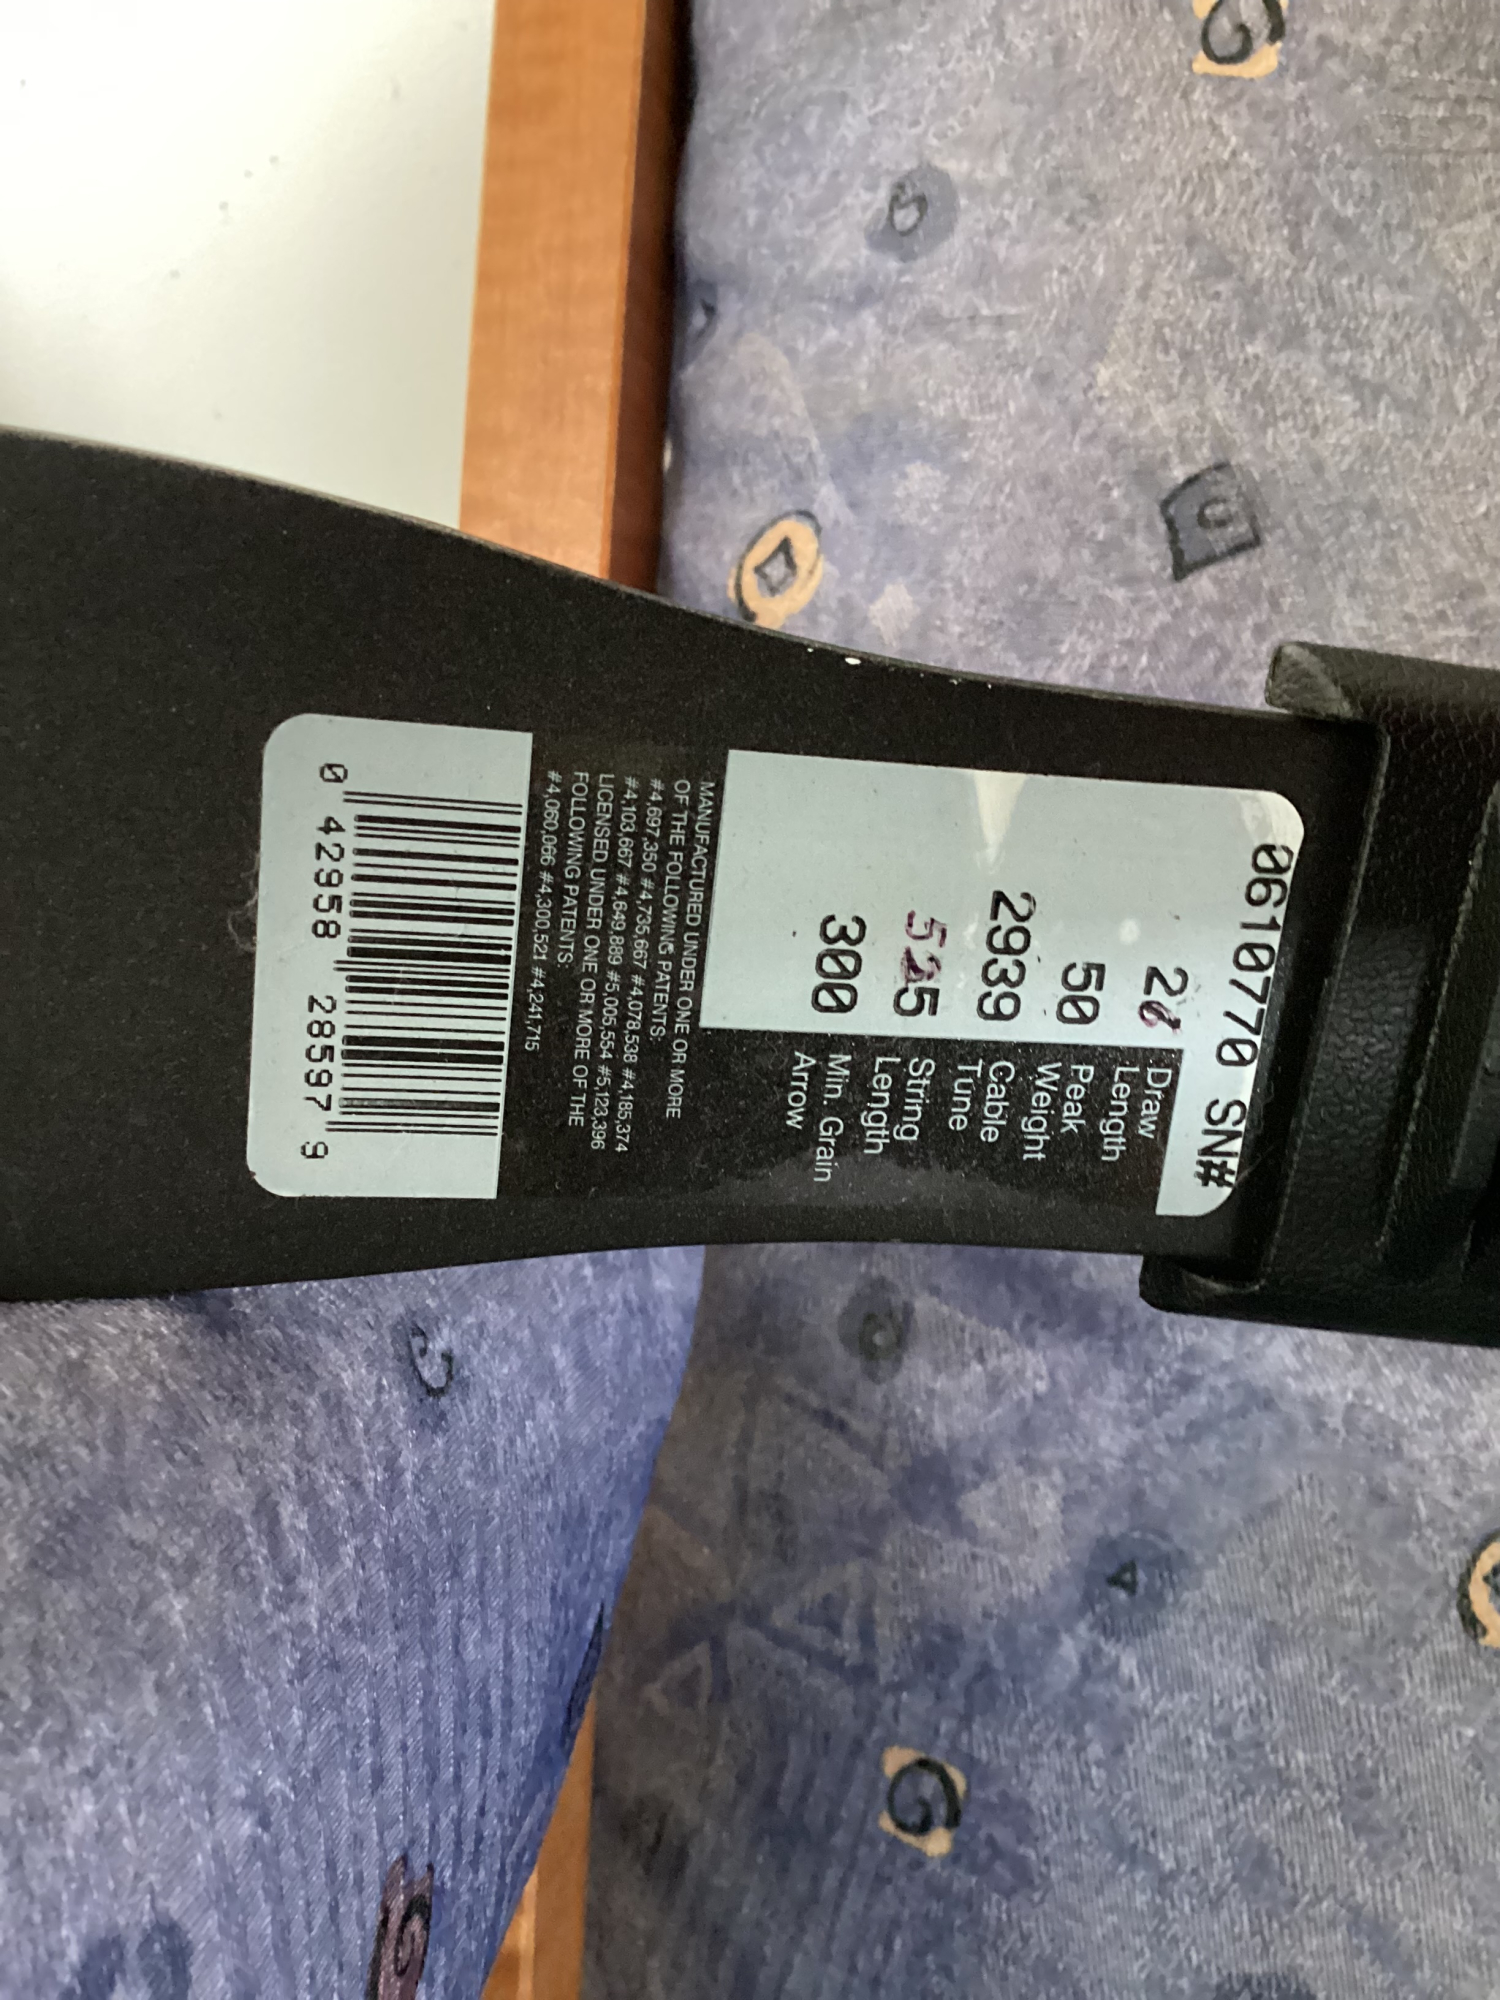 0610770 SN#
Draw
Length
50 Peak
Weight
2939 Cable
Tune
String
Length
300 Min. Grain
Arrow
MANUFACTURED UNDER ONE OR MORE
OF THE FOLLOWING PATENTS:
#4,697,350 #4,735,667 #4,078,538 #4,185,374
#4,103,667 #4,649,889 #5,005,554 #5,123,396
LICENSED UNDER ONE OR MORE OF THE
FOLLOWING PATENTS:
#4,060,066 #4,300,521 #4,241,715
0 42958 28597 9